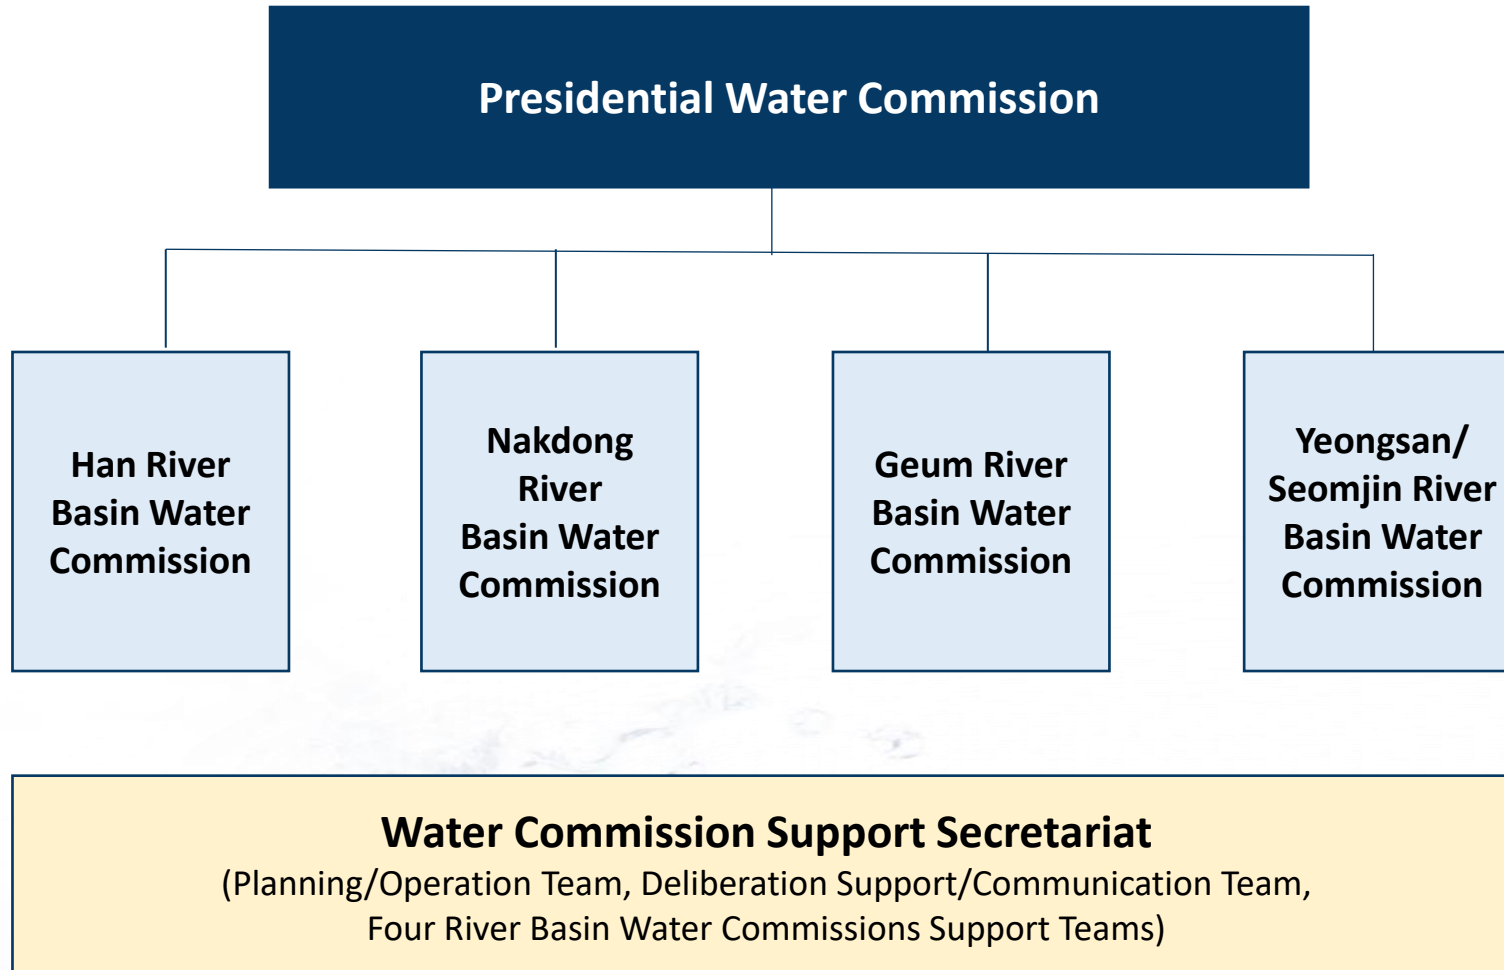 Presidential Water Commission
Han River
Basin Water
Commission
Nakdong
River
Basin Water
Commission
Geum River
Basin Water
Commission
Yeongsan/
Seomjin River
Basin Water
Commission
Water Commission Support Secretariat
(Planning/Operation Team, Deliberation Support/Communication Team,
Four River Basin Water Commissions Support Teams)